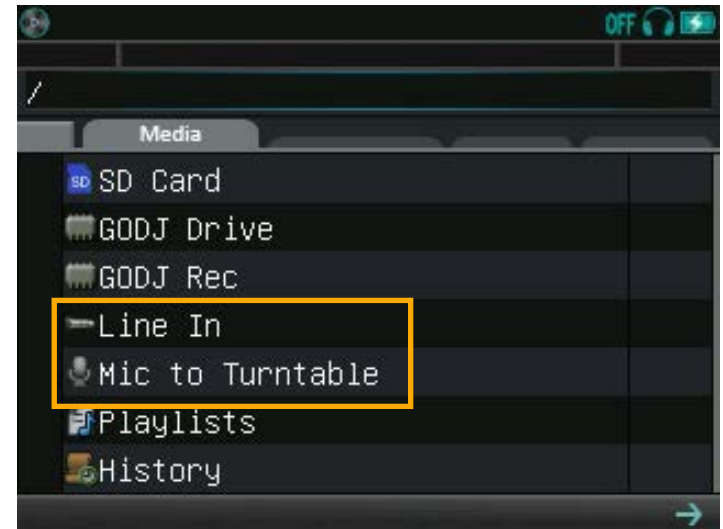 OFF
/
Media
SD SD Card
GODJ Drive
GODJ Rec
Line In
Mic to Turntable
Playlists
History